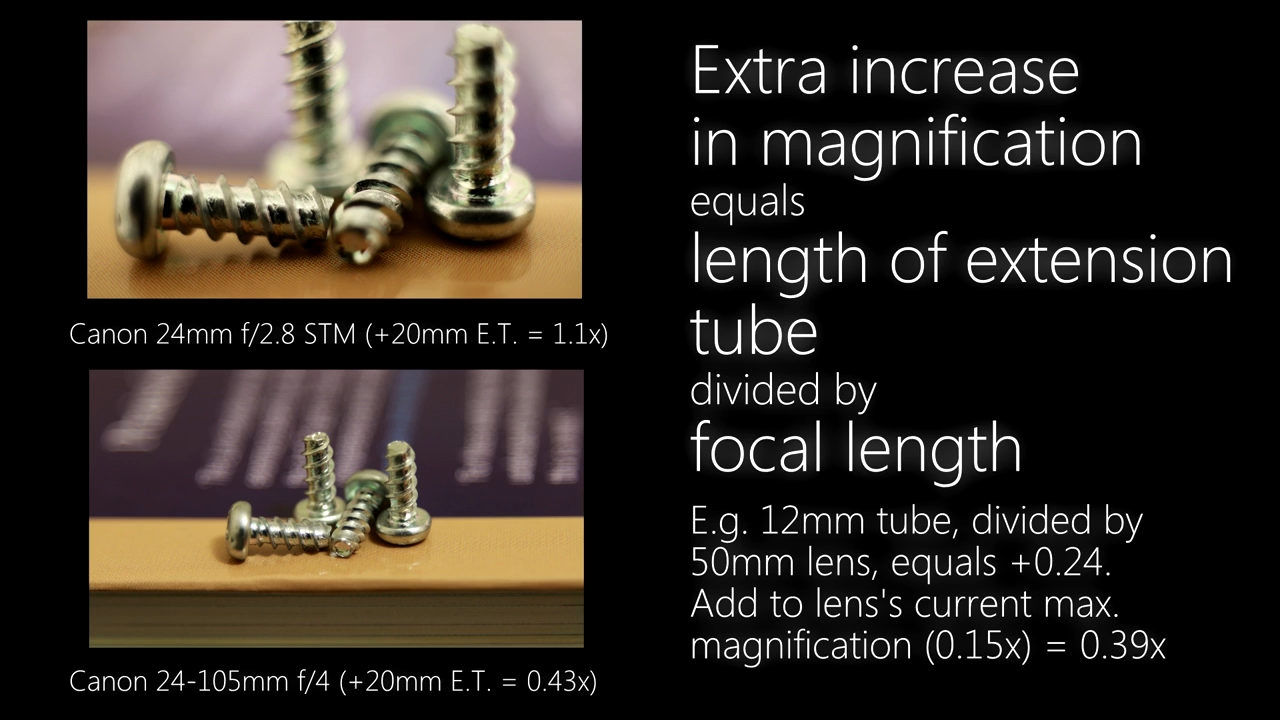 Extra increase
in magnification
equals
length of extension
tube
divided by
focal length
E.g. 12mm tube, divided by
50mm lens, equals +0.24.
Add to lens's current max.
magnification (0.15x) = 0.39x
Canon 24mm f/2.8 STM (+20mm E.T. = 1.1x)
Canon 24-105mm f/4 (+20mm E.T. = 0.43x)